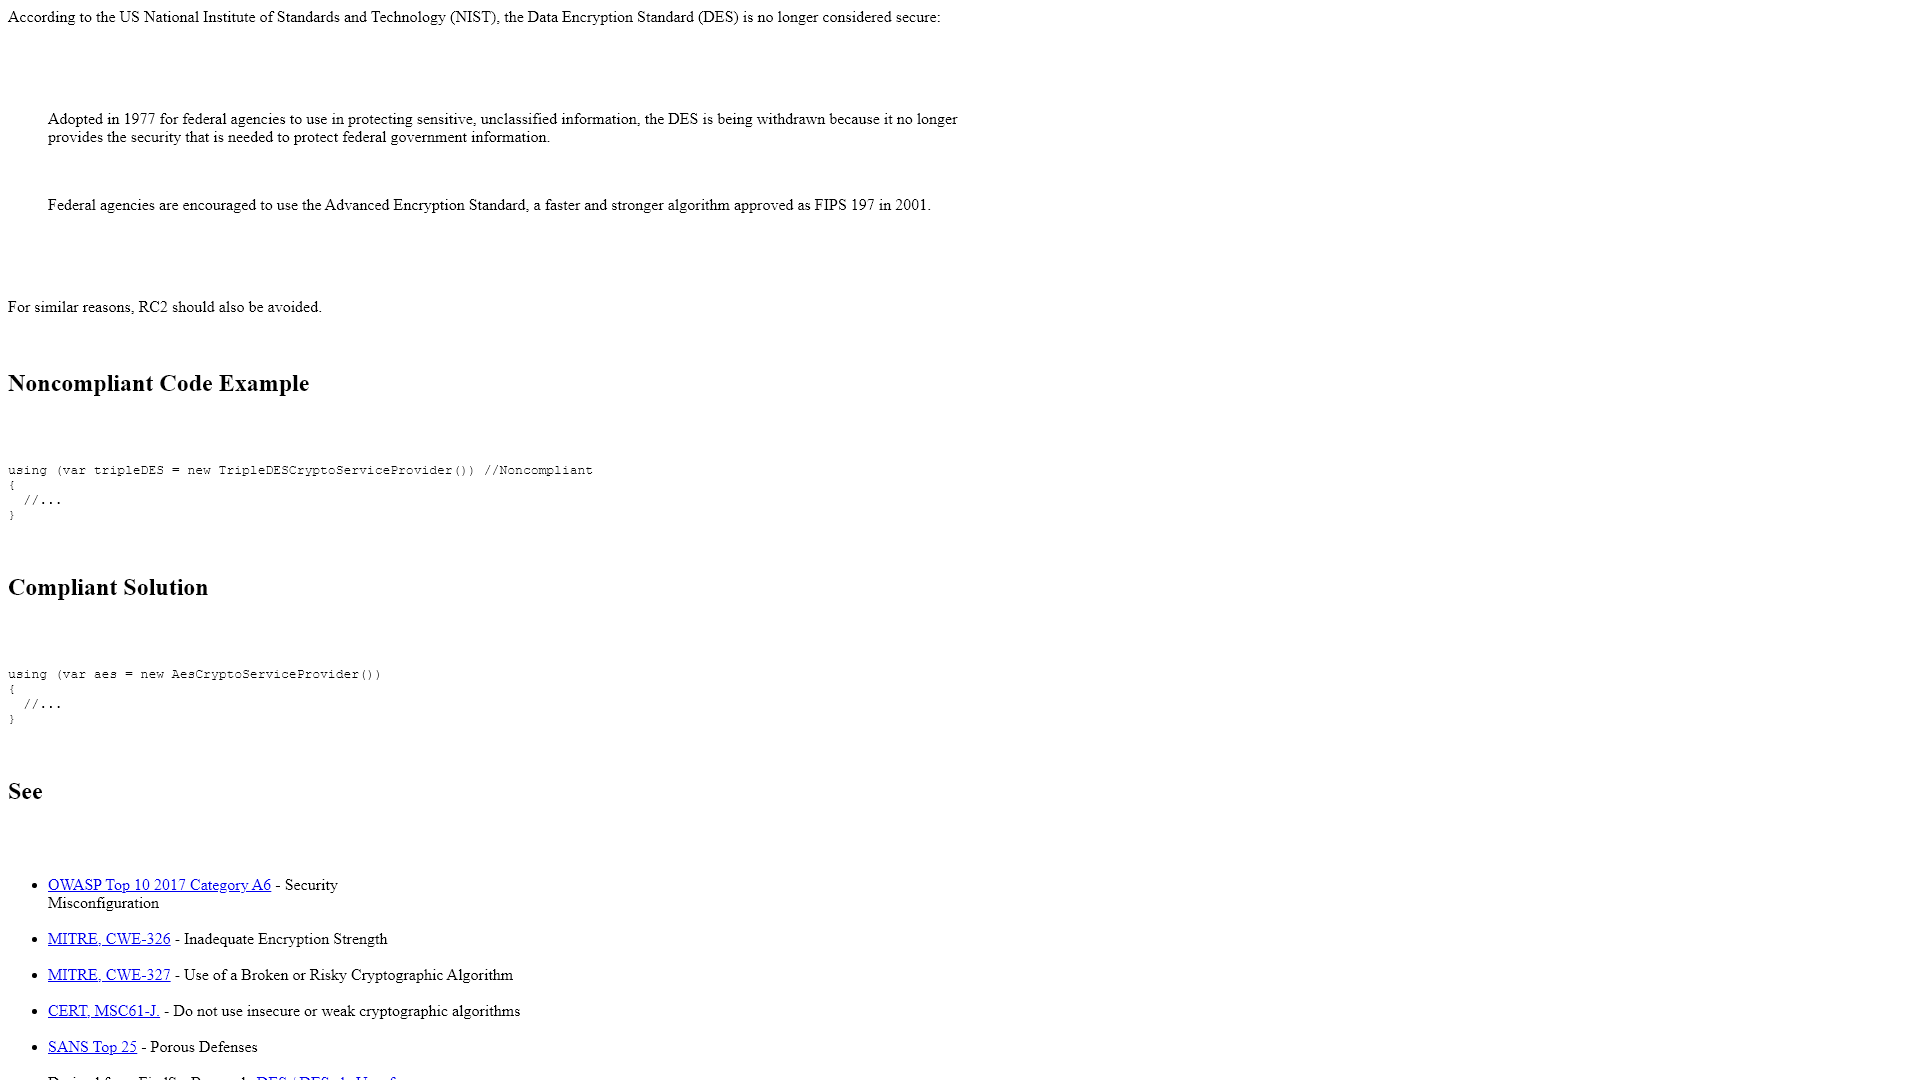 According to the US National Institute of Standards and Technology (NIST), the Data Encryption Standard (DES) is no longer considered secure:
Adopted in 1977 for federal agencies to use in protecting sensitive, unclassified information, the DES is being withdrawn because it no longer
provides the security that is needed to protect federal government information.
Federal agencies are encouraged to use the Advanced Encryption Standard, a faster and stronger algorithm approved as FIPS 197 in 2001.
For similar reasons, RC2 should also be avoided.
Noncompliant Code Example
using (var tripleDES = new TripleDESCryptoServiceProvider()) //Noncompliant
{
  //...
}
Compliant Solution
using (var aes = new AesCryptoServiceProvider())
{
  //...
}
See
OWASP Top 10 2017 Category A6 - Security
Misconfiguration
MITRE, CWE-326 - Inadequate Encryption Strength
MITRE, CWE-327 - Use of a Broken or Risky Cryptographic Algorithm
CERT, MSC61-J. - Do not use insecure or weak cryptographic algorithms
SANS Top 25 - Porous Defenses